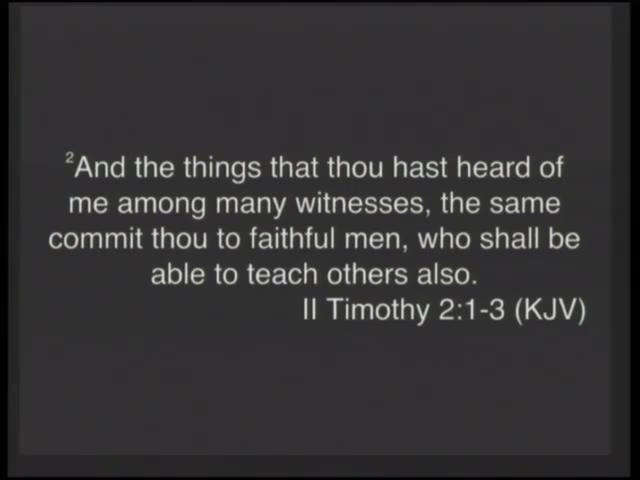 ²And the things that thou hast heard of
me among many witnesses, the same
commit thou to faithful men, who shall be
able to teach others also.
II Timothy 2:1-3 (KJV)